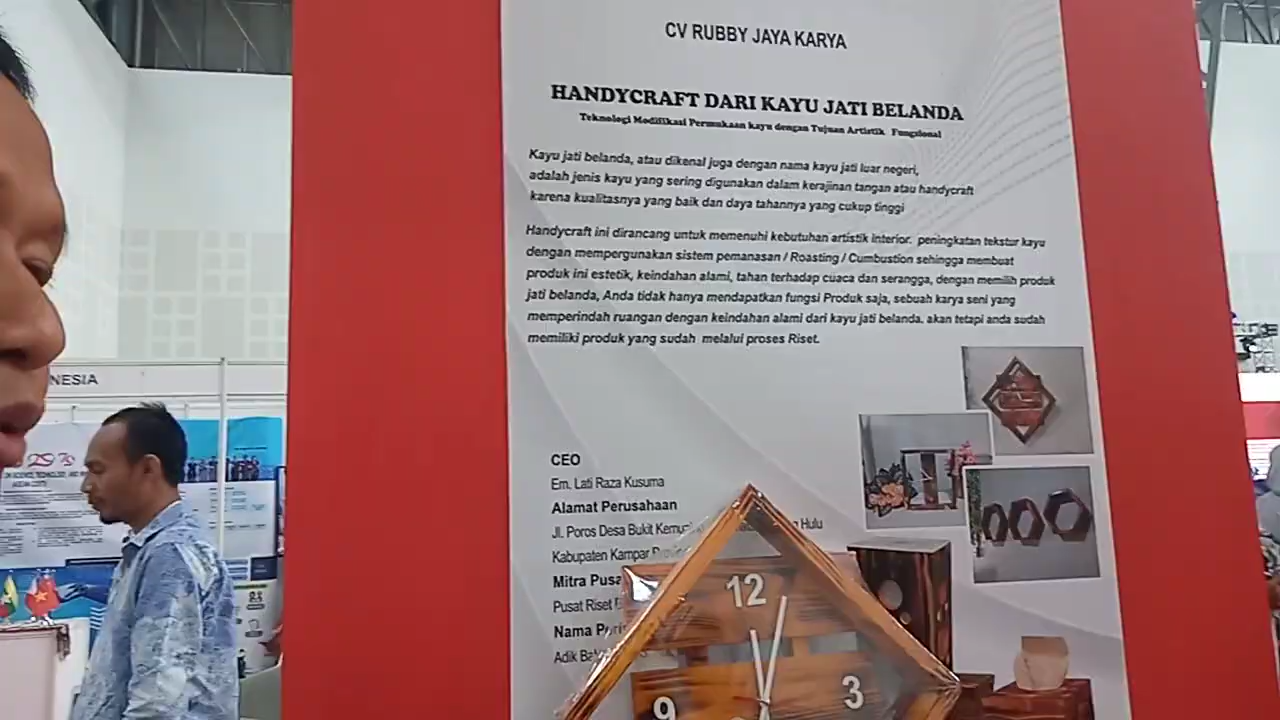 CV RUBBY JAYA KARYA
HANDYCRAFT DARI KAYU JATI BELANDA
Teknologi Modifikasi Permukaan kayu dengan Tujuan Artistik Fungsional
Kayu jati belanda, atau dikenal juga dengan nama kayu jati luar negeri,
adalah jenis kayu yang sering digunakan dalam kerajinan tangan atau handycraft
karena kualitasnya yang baik dan daya tahannya yang cukup tinggi
Handycraft ini dirancang untuk memenuhi kebutuhan artistik interior, peningkatan tekstur kayu
dengan mempergunakan sistem pemanasan / Roasting / Cumbustion sehingga membuat
produk ini estetik, keindahan alami, tahan terhadap cuaca dan serangga, dengan memilih produk
jati belanda, Anda tidak hanya mendapatkan fungsi Produk saja, sebuah karya seni yang
memperindah ruangan dengan keindahan alami dari kayu jati belanda. akan tetapi anda sudah
memiliki produk yang sudah melalui proses Riset.
CEO
Em. Lati Raza Kusuma
Alamat Perusahaan
Jl. Poros Desa Bukit Hulu
Kabupaten Kampar
Mitra
Pusat Riset
Nama
Adik
12
3
9
NESIA